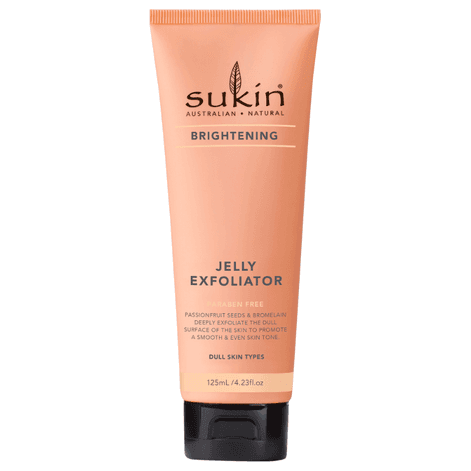 sukin®
AUSTRALIAN • NATURAL
BRIGHTENING
JELLY
EXFOLIATOR
PARABEN FREE
PASSIONFRUIT SEEDS & BROMELAIN
DEEPLY EXFOLIATE THE DULL
SURFACE OF THE SKIN TO PROMOTE
A SMOOTH & EVEN SKIN TONE.
DULL SKIN TYPES
125mL /4.23fl.oz